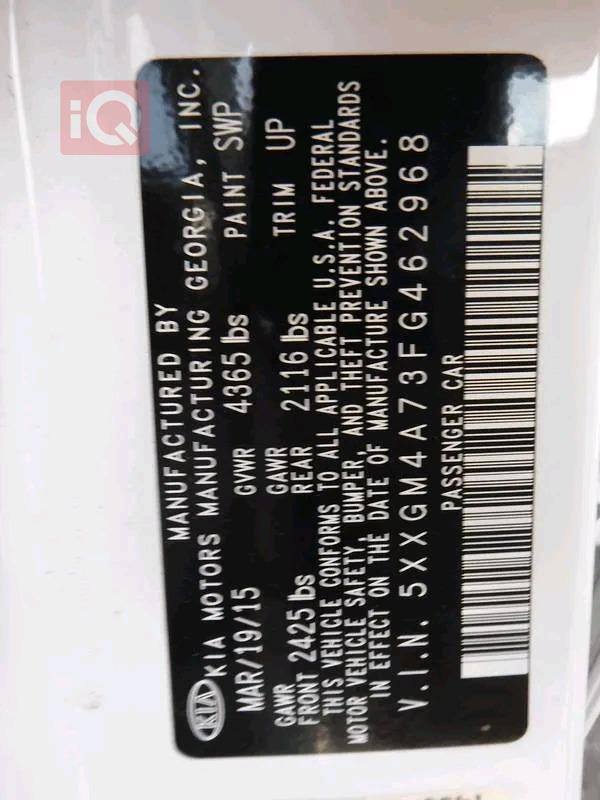 iQ
MANUFACTURED BY
KIA KIA MOTORS MANUFACTURING GEORGIA, INC.
MAR/19/15 GVWR 4365 lbs PAINT SWP
GAWR FRONT 2425 lbs GAWR REAR 2116 lbs TRIM UP
THIS VEHICLE CONFORMS TO ALL APPLICABLE U.S.A. FEDERAL
MOTOR VEHICLE SAFETY, BUMPER, AND THEFT PREVENTION STANDARDS
IN EFFECT ON THE DATE OF MANUFACTURE SHOWN ABOVE.
V.I.N. 5XXGM4A73FG462968
PASSENGER CAR